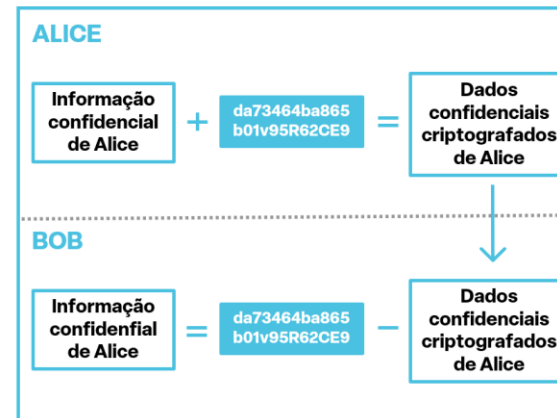 ALICE
Informação
confidencial
de Alice
+
da73464ba865
b01v95R62CE9
=
Dados
confidenciais
criptografados
de Alice
BOB
Informação
confidenfial
de Alice
=
da73464ba865
b01v95R62CE9
−
Dados
confidenciais
criptografados
de Alice